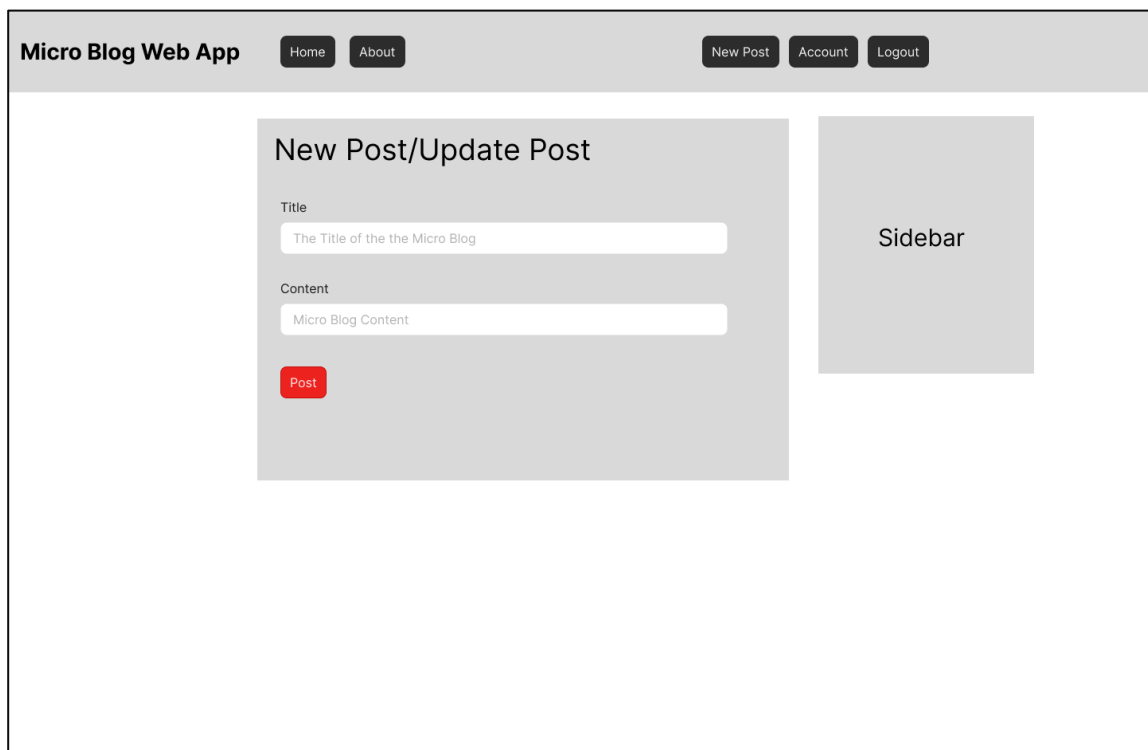 Micro Blog Web App Home About New Post Account Logout
New Post/Update Post
Title
The Title of the the Micro Blog
Content
Micro Blog Content
Post
Sidebar